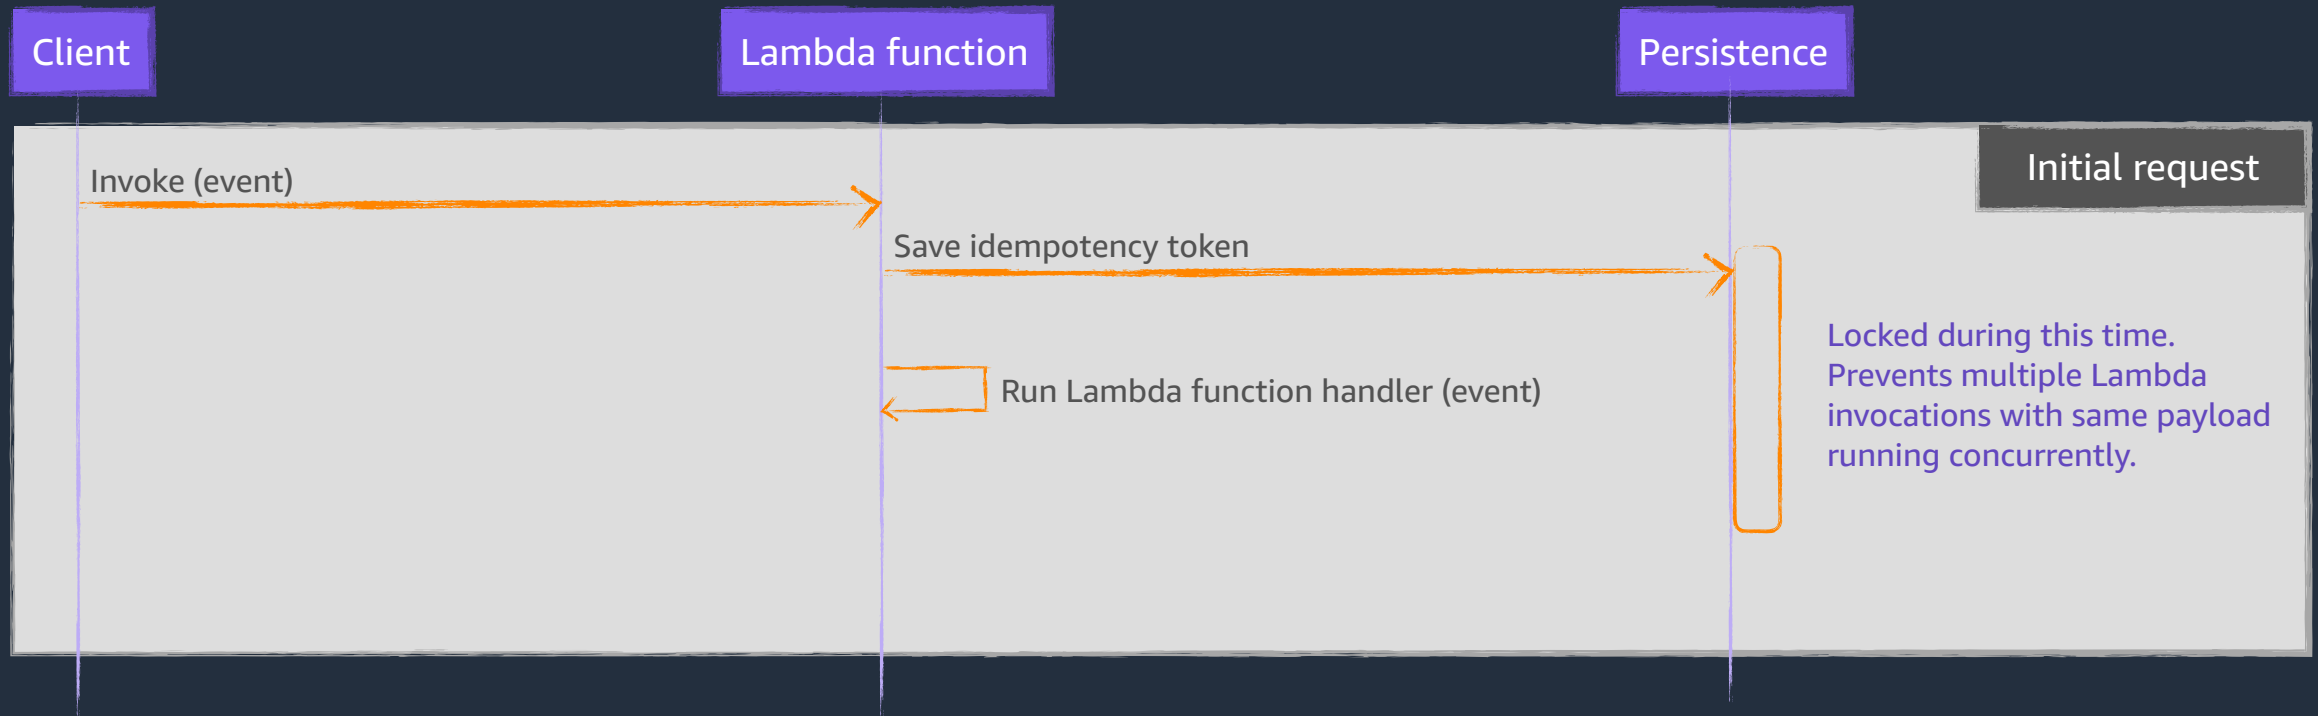 Client
Lambda function
Persistence
Initial request
Invoke (event)
Save idempotency token
Locked during this time.
Prevents multiple Lambda
invocations with same payload
running concurrently.
Run Lambda function handler (event)